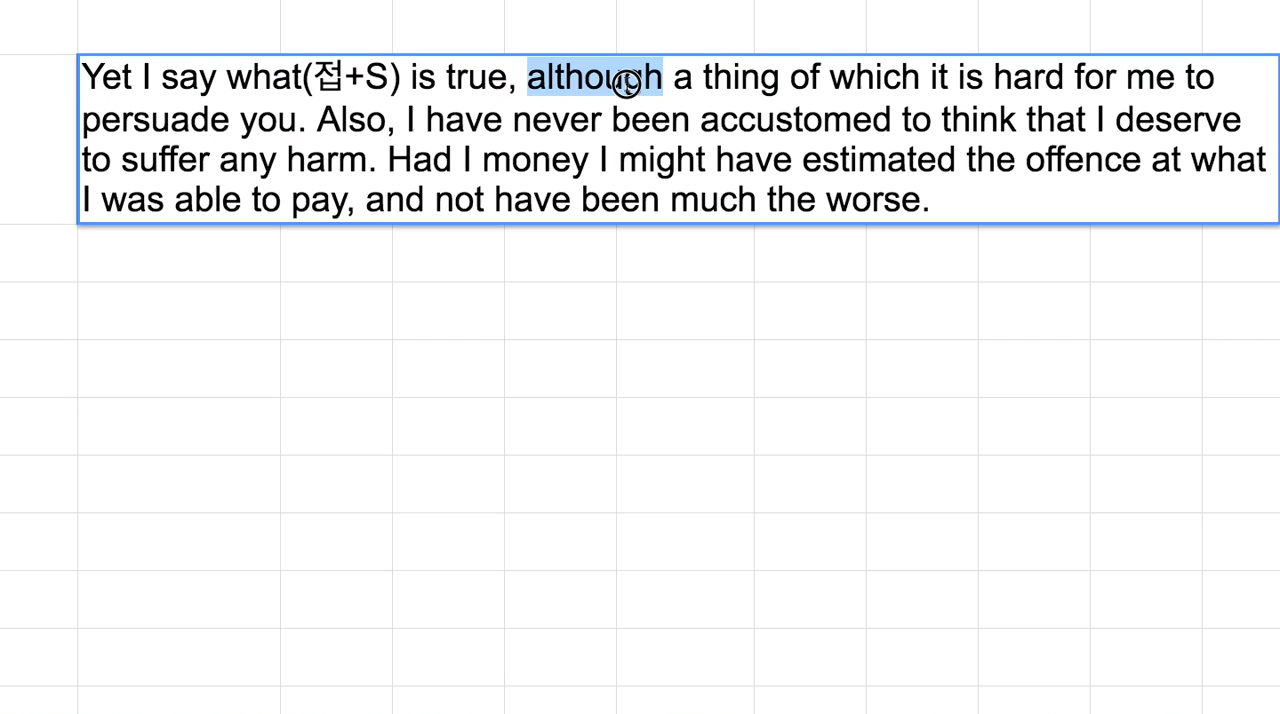 Yet I say what(접+S) is true, although a thing of which it is hard for me to
persuade you. Also, I have never been accustomed to think that I deserve
to suffer any harm. Had I money I might have estimated the offence at what
I was able to pay, and not have been much the worse.